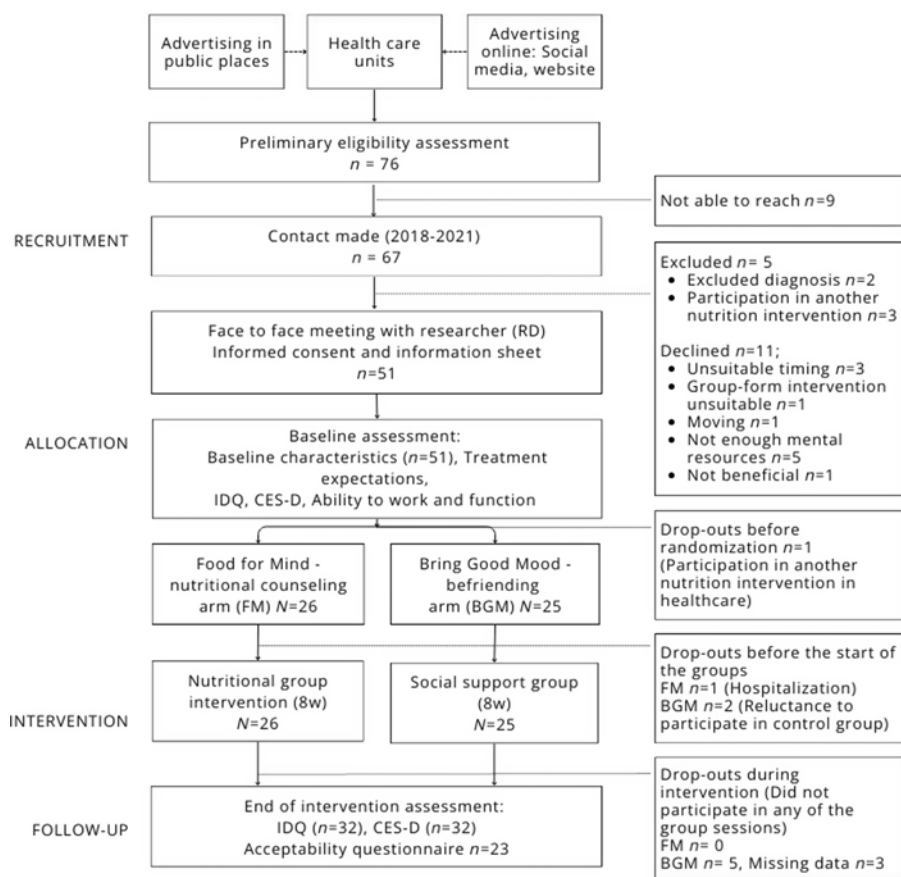 Advertising in
public places
Health care
units
Advertising
online: Social
media, website
Preliminary eligibility assessment
n = 76
Not able to reach n=9
RECRUITMENT
Contact made (2018-2021)
n = 67
Excluded n= 5
• Excluded diagnosis n=2
• Participation in another
nutrition intervention n=3
Declined n=11;
• Unsuitable timing n=3
• Group-form intervention
unsuitable n=1
• Moving n=1
• Not enough mental
resources n=5
• Not beneficial n=1
Face to face meeting with researcher (RD)
Informed consent and information sheet
n=51
ALLOCATION
Baseline assessment:
Baseline characteristics (n=51), Treatment
expectations,
IDQ, CES-D, Ability to work and function
Drop-outs before
randomization n=1
(Participation in another
nutrition intervention in
healthcare)
Food for Mind -
nutritional counseling
arm (FM) N=26
Bring Good Mood -
befriending
arm (BGM) N=25
Drop-outs before the start of
the groups
FM n=1 (Hospitalization)
BGM n=2 (Reluctance to
participate in control group)
INTERVENTION
Nutritional group
intervention (8w)
N=26
Social support group
(8w)
N=25
Drop-outs during
intervention (Did not
participate in any of the
group sessions)
FM n= 0
BGM n= 5, Missing data n=3
FOLLOW-UP
End of intervention assessment:
IDQ (n=32), CES-D (n=32)
Acceptability questionnaire n=23